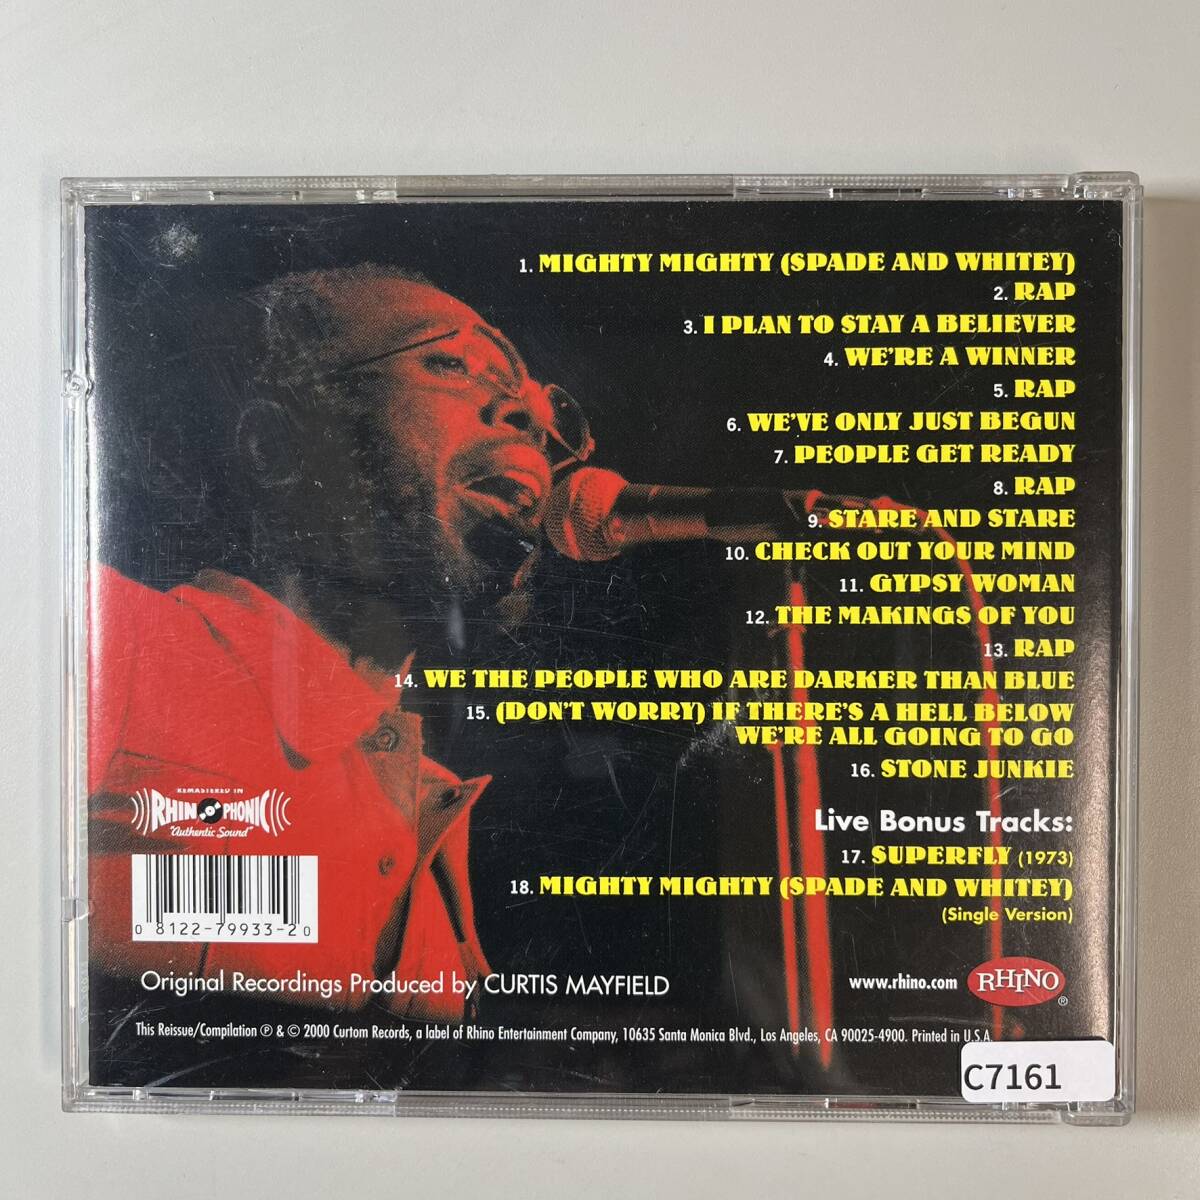 1. MIGHTY MIGHTY (SPADE AND WHITEY)
2. RAP
3. I PLAN TO STAY A BELIEVER
4. WE'RE A WINNER
5. RAP
6. WE'VE ONLY JUST BEGUN
7. PEOPLE GET READY
8. RAP
9. STARE AND STARE
10. CHECK OUT YOUR MIND
11. GYPSY WOMAN
12. THE MAKINGS OF YOU
13. RAP
14. WE THE PEOPLE WHO ARE DARKER THAN BLUE
15. (DON'T WORRY) IF THERE'S A HELL BELOW
WE'RE ALL GOING TO GO
16. STONE JUNKIE
Live Bonus Tracks:
17. SUPERFLY (1973)
18. MIGHTY MIGHTY (SPADE AND WHITEY)
(Single Version)
REMASTERED IN
RHINOPHONIC
"Authentic Sound"
0 81227-99332-0
Original Recordings Produced by CURTIS MAYFIELD
www.rhino.com
RHINO
®
This Reissue/Compilation ℗ & © 2000 Curtom Records, a label of Rhino Entertainment Company, 10635 Santa Monica Blvd., Los Angeles, CA 90025-4900. Printed in U.S.A.
C7161